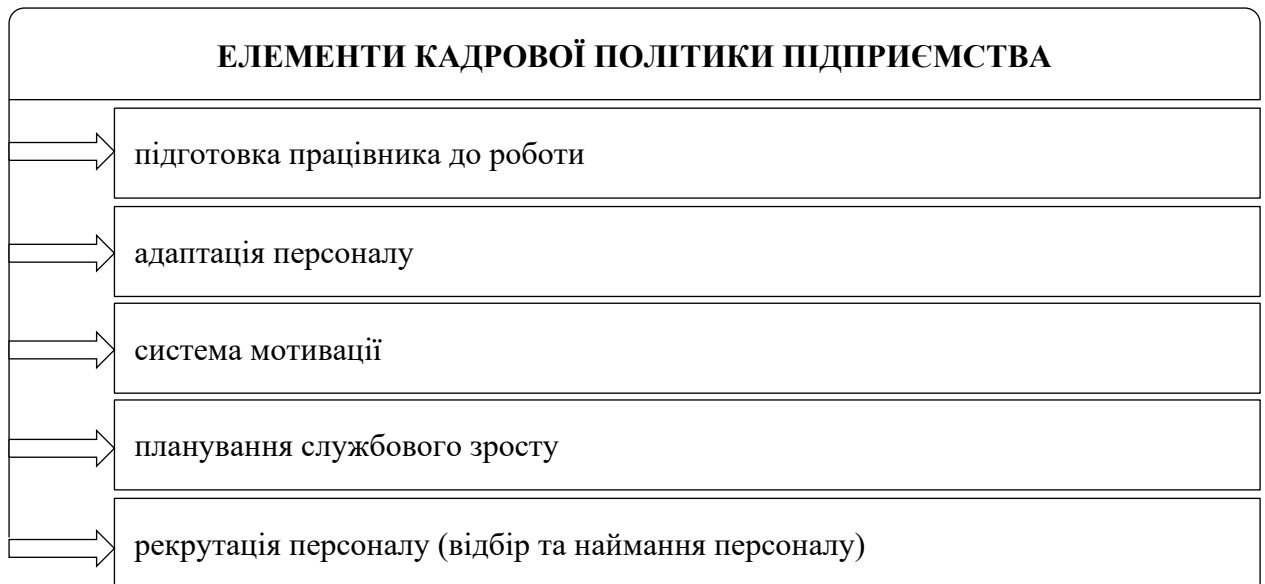 ЕЛЕМЕНТИ КАДРОВОЇ ПОЛІТИКИ ПІДПРИЄМСТВА
підготовка працівника до роботи
адаптація персоналу
система мотивації
планування службового зросту
рекрутація персоналу (відбір та наймання персоналу)